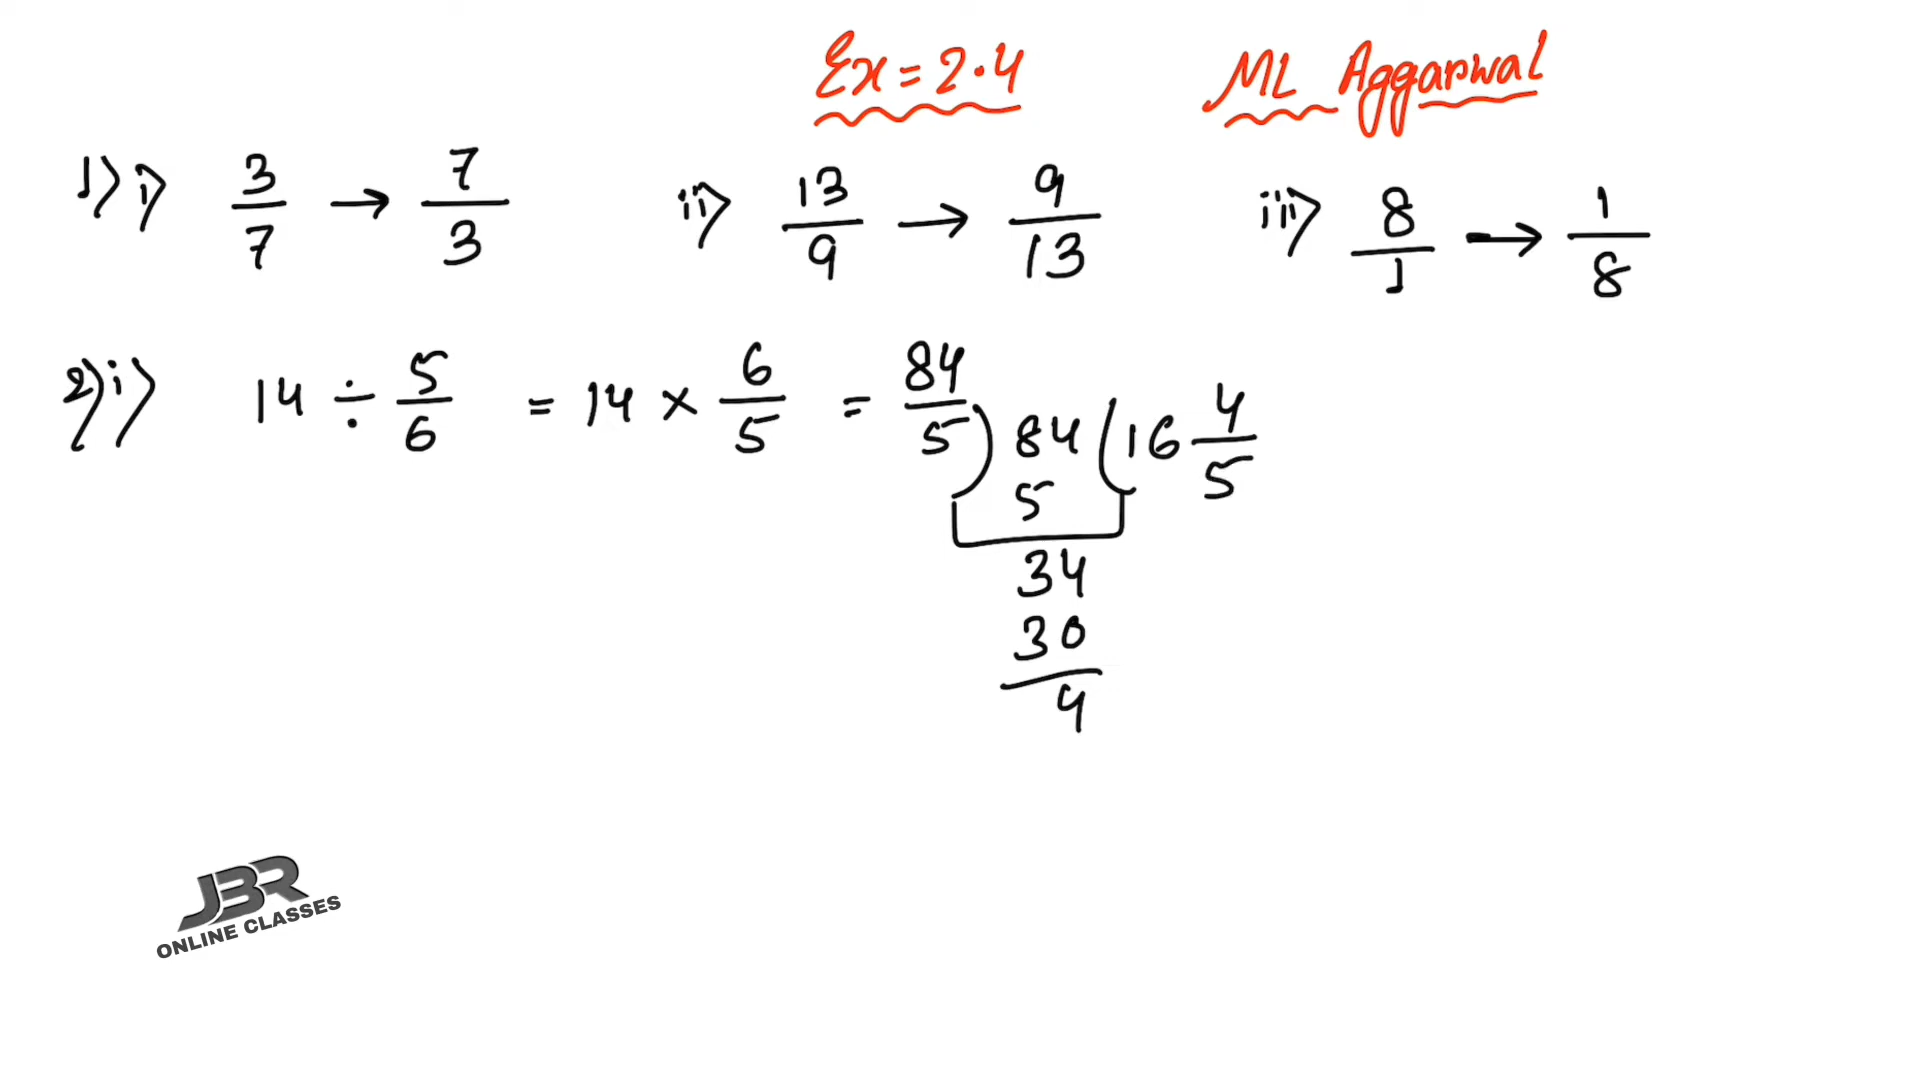 Ex = 2.4 ML Aggarwal
1) i) 3/7 → 7/3 ii) 13/9 → 9/13 iii) 8/1 → 1/8
2) i) 14 ÷ 5/6 = 14 × 6/5 = 84/5 ) 84 ( 16 4/5
5
34
30
4
JBR
ONLINE CLASSES